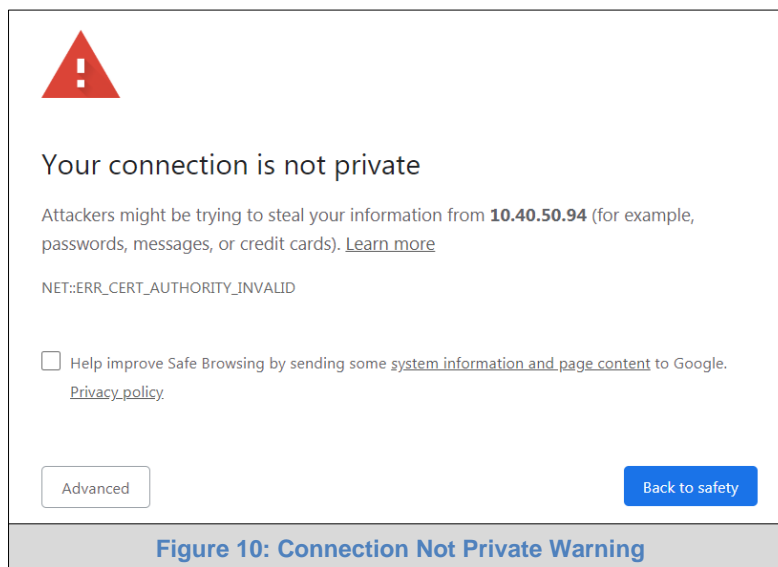 Your connection is not private
Attackers might be trying to steal your information from 10.40.50.94 (for example,
passwords, messages, or credit cards). Learn more
NET::ERR_CERT_AUTHORITY_INVALID
Help improve Safe Browsing by sending some system information and page content to Google.
Privacy policy
Advanced
Back to safety
Figure 10: Connection Not Private Warning